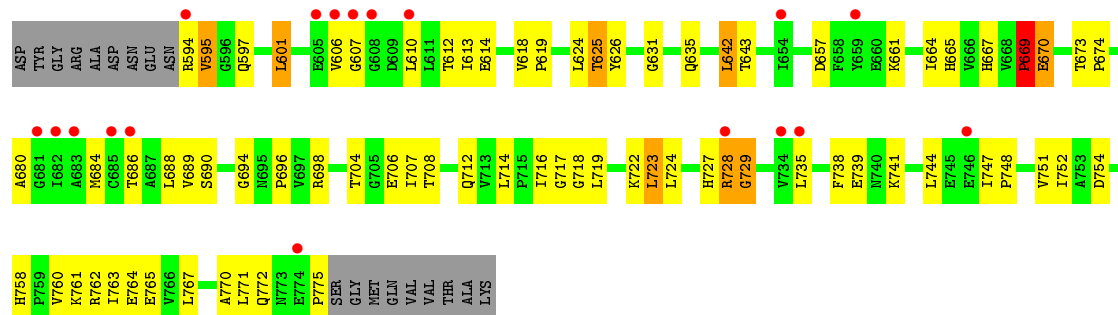 ASP TYR GLY ARG ALA ASP ASP ASN GLU ASN R594 V595 G596 Q597 L601 E605 V606 G607 G608 D609 L610 L611 T612 I613 E614 V618 P619 L624 T625 Y626 G631 Q635 L642 T643 I654 D657 F658 Y659 E660 K661 I664 H665 V666 H667 V668 P669 E670 T673 P674
A680 G681 I682 A683 M684 C685 T686 A687 L688 V689 S690 G694 N695 P696 V697 R698 T704 G705 E706 I707 T708 Q712 V713 L714 P715 I716 G717 G718 L719 K722 L723 L724 H727 R728 G729 V734 L735 F738 E739 N740 K741 L744 E745 E746 I747 P748 V751 I752 A753 D754
H758 P759 V760 K761 R762 I763 E764 E765 V766 L767 A770 L771 Q772 N773 E774 P775 SER GLY MET GLN VAL VAL THR ALA LYS